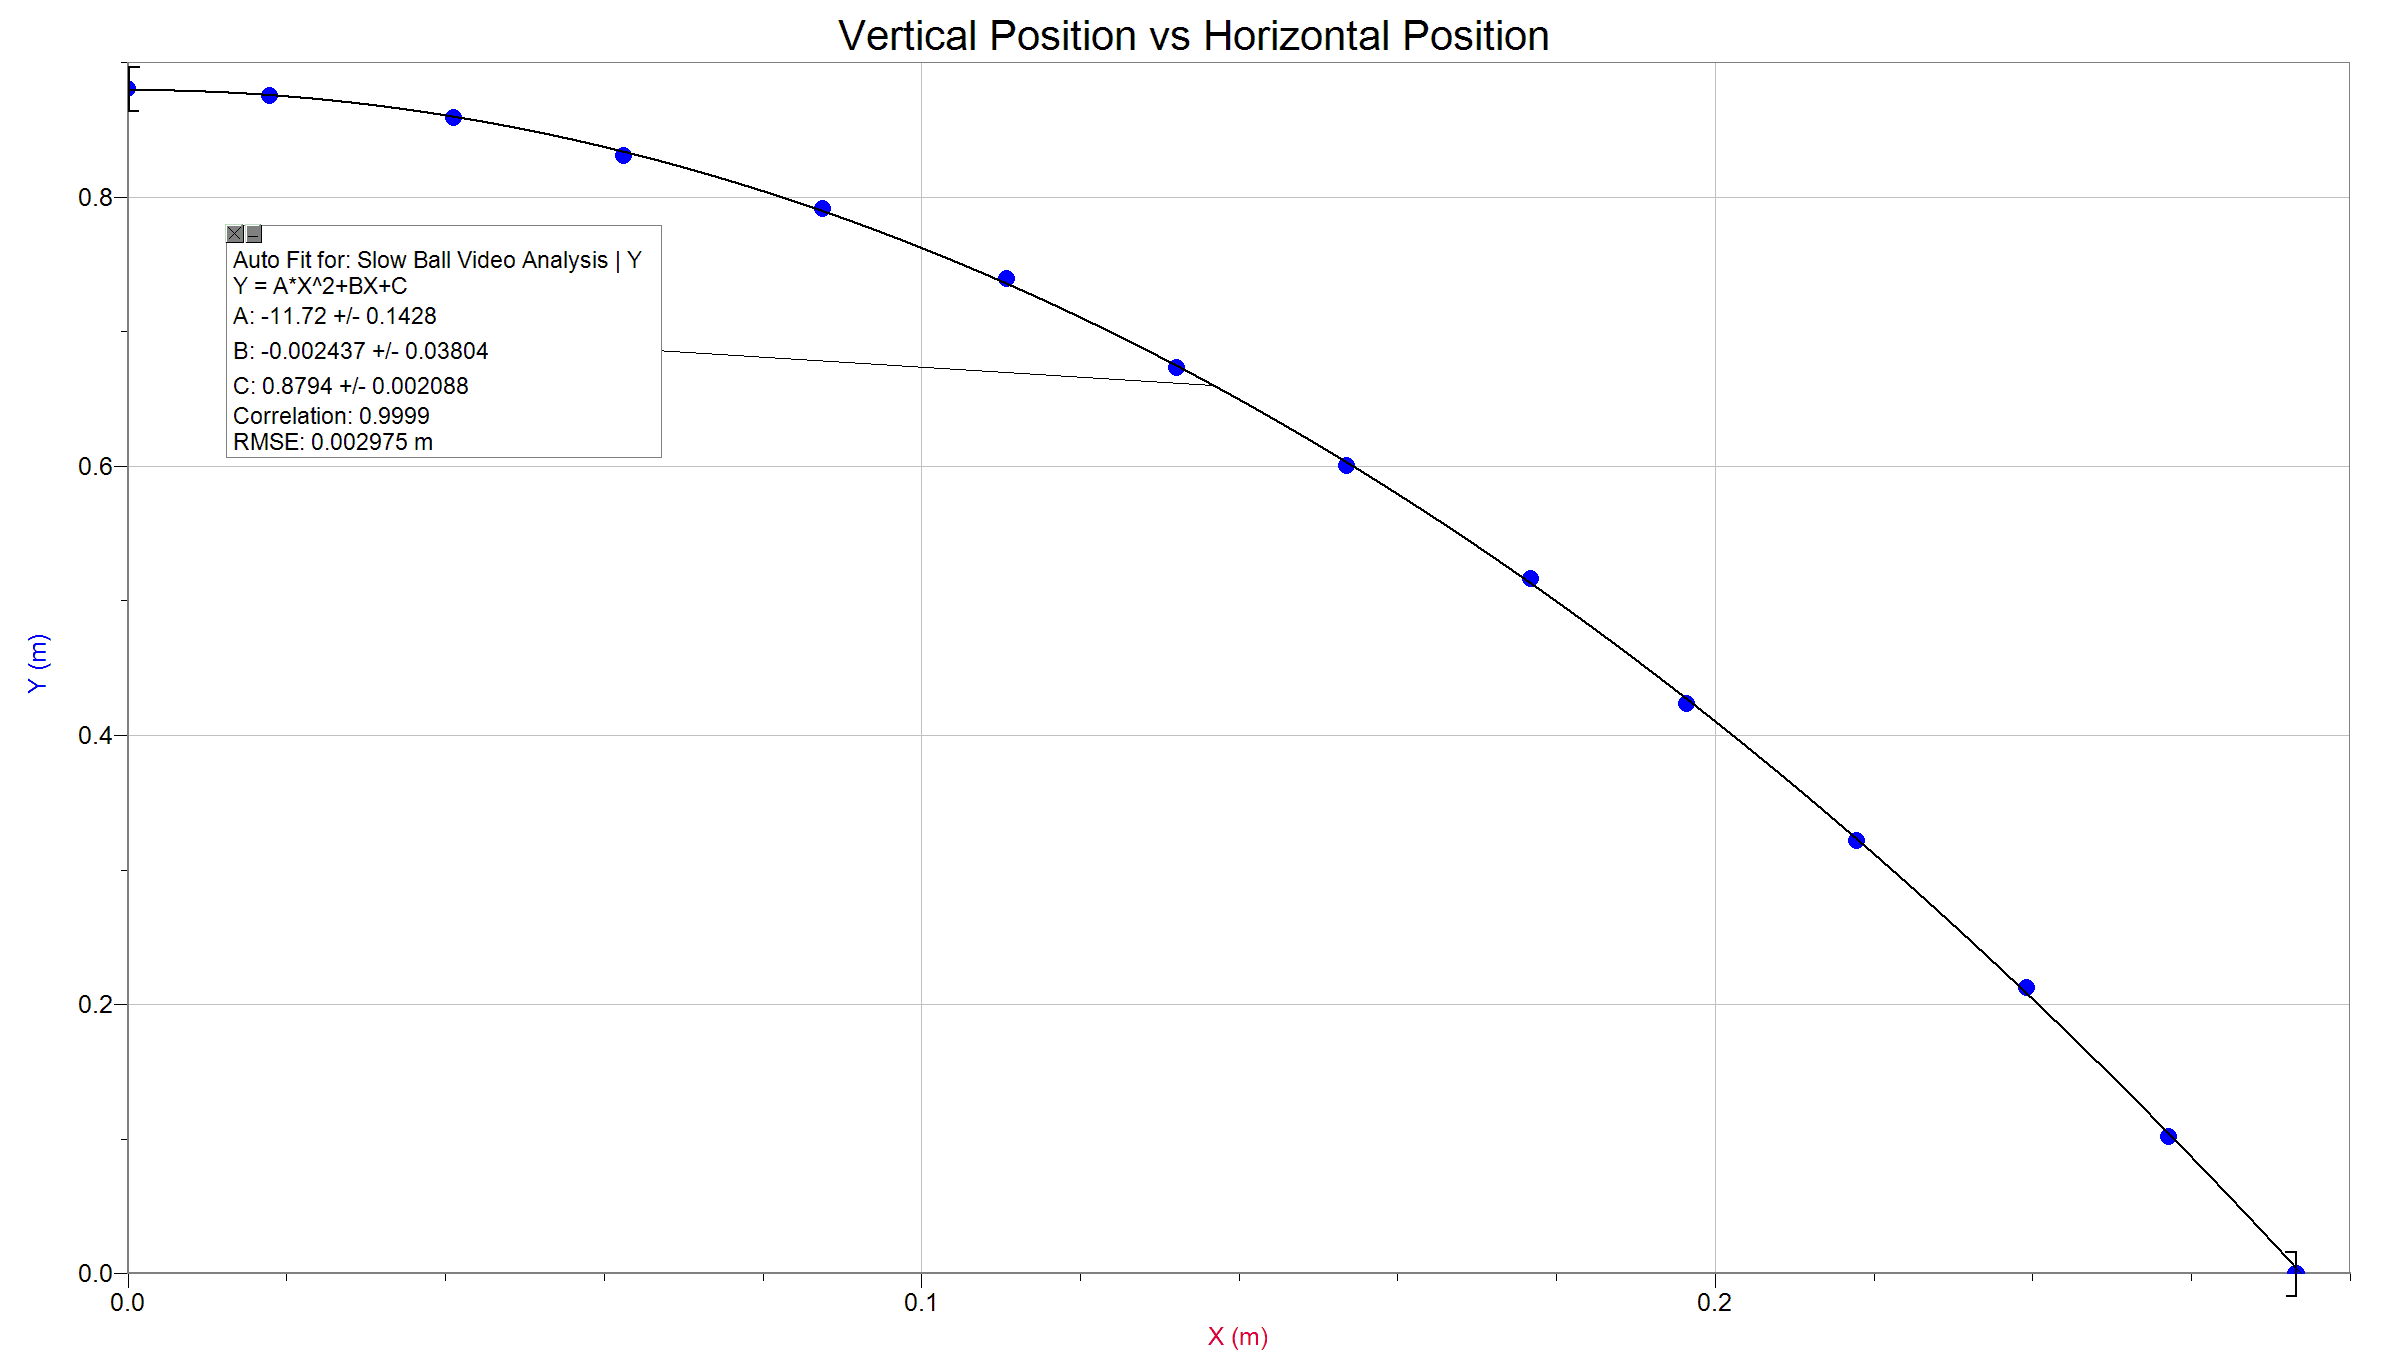 Vertical Position vs Horizontal Position
0.8
Auto Fit for: Slow Ball Video Analysis | Y
Y = A*X^2+BX+C
A: -11.72 +/- 0.1428
B: -0.002437 +/- 0.03804
C: 0.8794 +/- 0.002088
Correlation: 0.9999
RMSE: 0.002975 m
0.6
Y (m)
0.4
0.2
0.0
0.0 0.1 0.2
X (m)